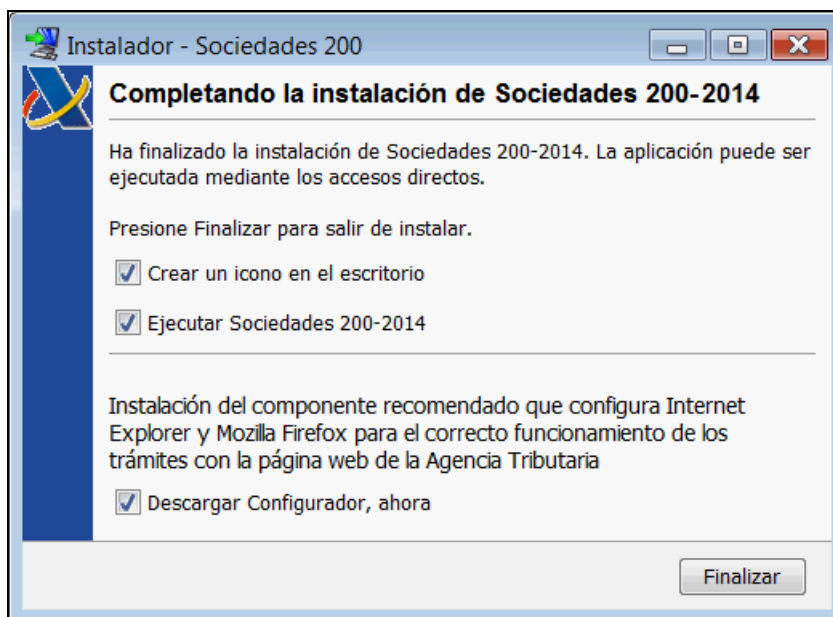 Instalador - Sociedades 200
Completando la instalación de Sociedades 200-2014
Ha finalizado la instalación de Sociedades 200-2014. La aplicación puede ser
ejecutada mediante los accesos directos.
Presione Finalizar para salir de instalar.
Crear un icono en el escritorio
Ejecutar Sociedades 200-2014
Instalación del componente recomendado que configura Internet
Explorer y Mozilla Firefox para el correcto funcionamiento de los
trámites con la página web de la Agencia Tributaria
Descargar Configurador, ahora
Finalizar